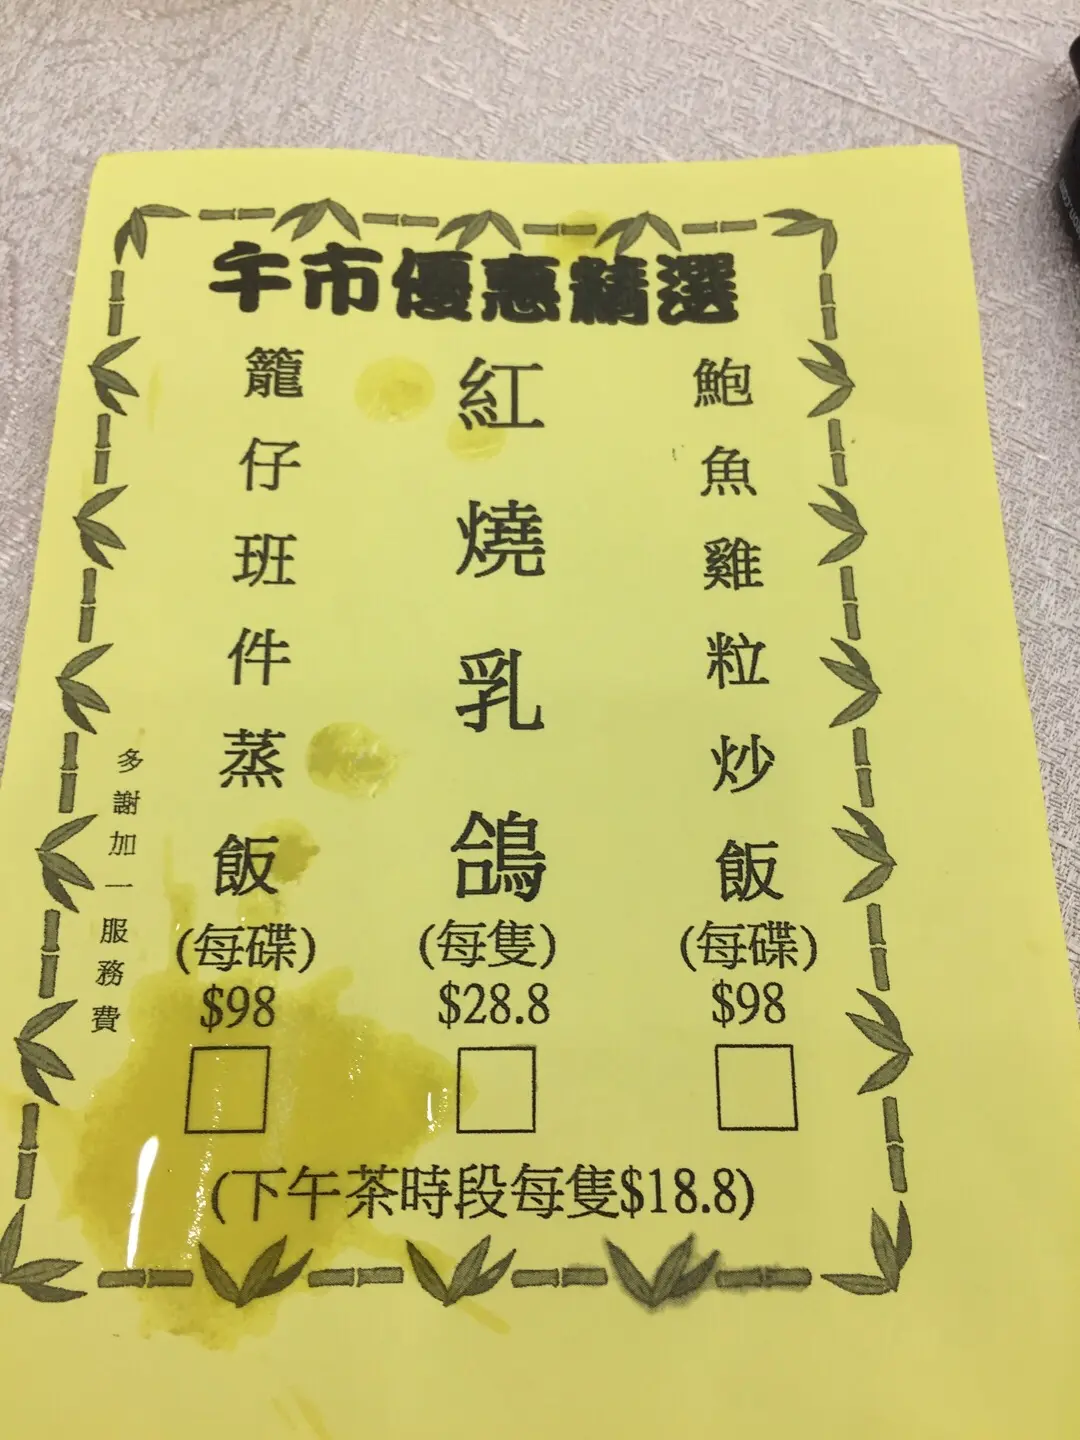 午市優惠精選
鮑魚雞粒炒飯
(每碟)
$98
紅燒乳鴿
(每隻)
$28.8
籠仔班件蒸飯
(每碟)
$98
多謝加一服務費
(下午茶時段每隻$18.8)